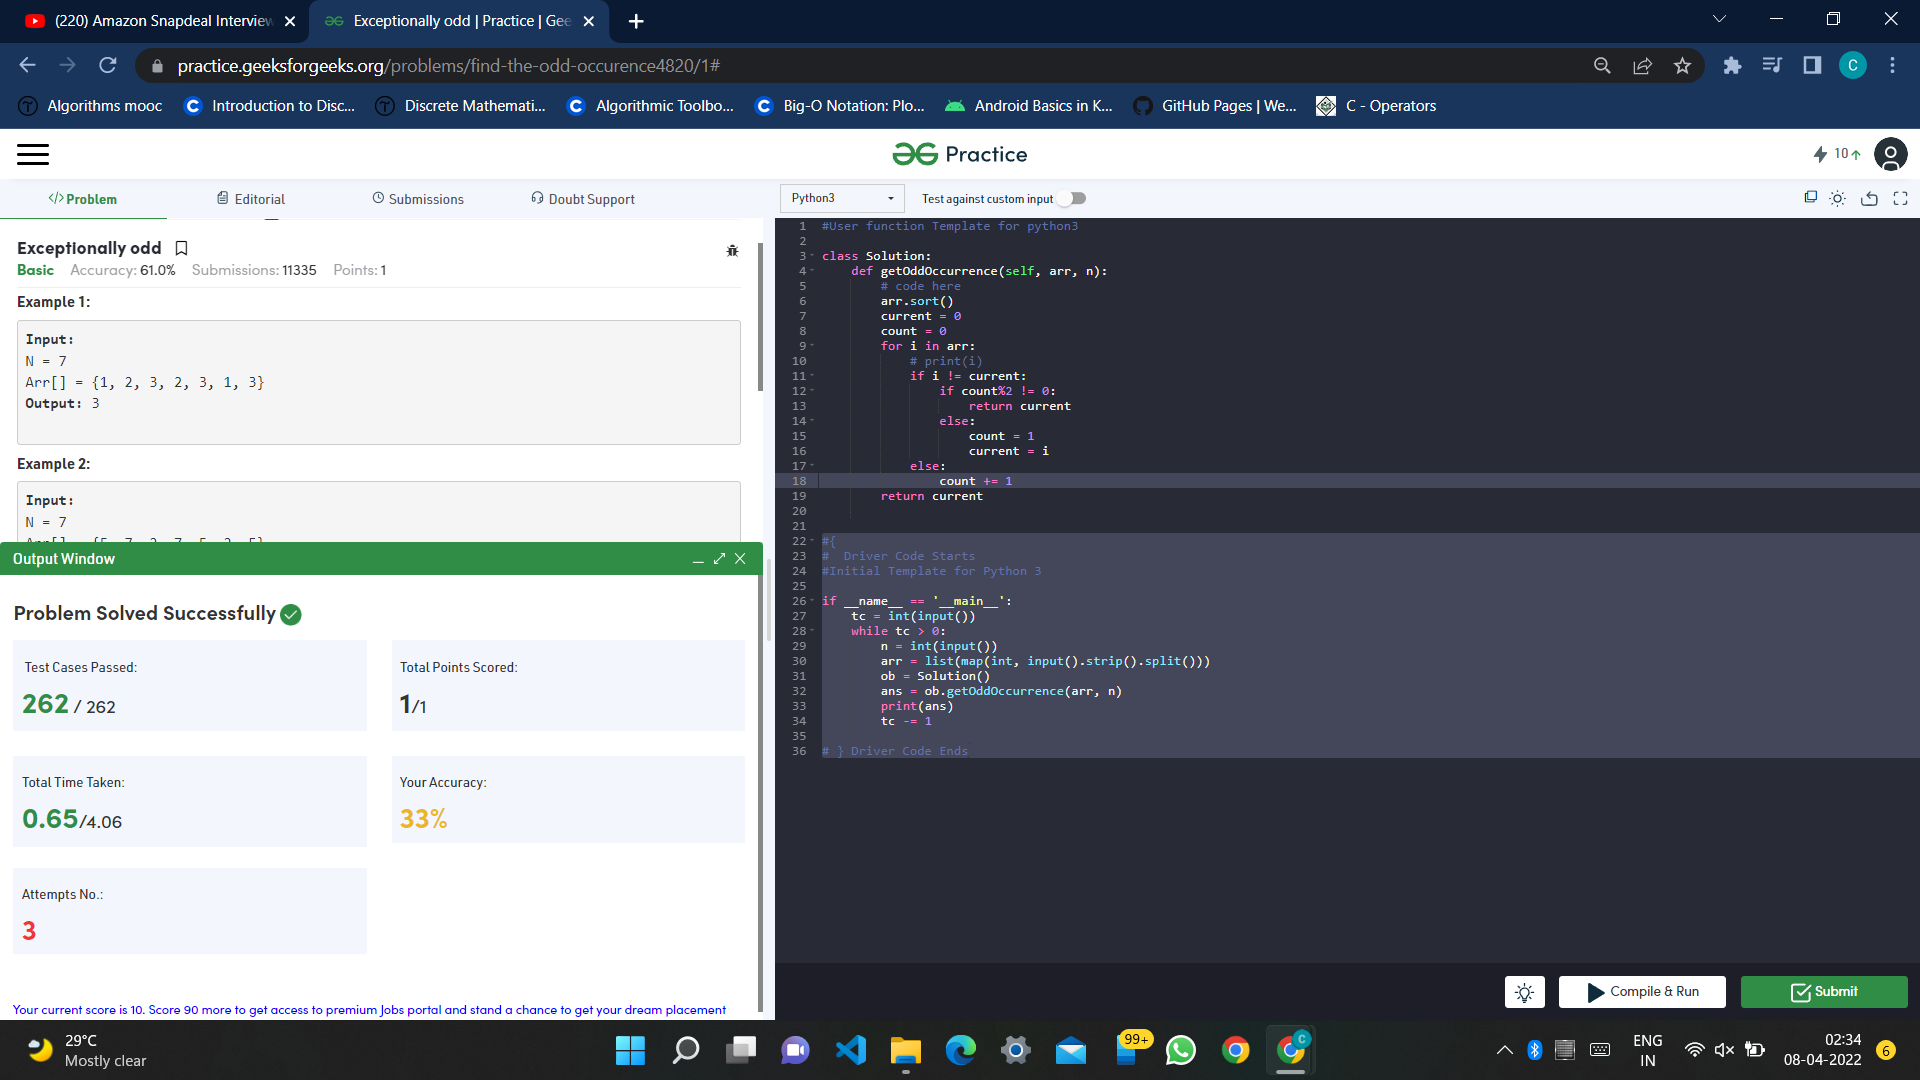 (220) Amazon Snapdeal Interview
Exceptionally odd | Practice | Gee
practice.geeksforgeeks.org/problems/find-the-odd-occurence4820/1#
C
Algorithms mooc
Introduction to Disc...
Discrete Mathemati...
Algorithmic Toolbo...
Big-O Notation: Plo...
Android Basics in K...
GitHub Pages | We...
C - Operators
Practice
10
Problem
Editorial
Submissions
Doubt Support
Python3
Test against custom input
Exceptionally odd
Basic Accuracy: 61.0% Submissions: 11335 Points: 1
Example 1:
Input:
N = 7
Arr[] = {1, 2, 3, 2, 3, 1, 3}
Output: 3
Example 2:
Input:
N = 7
Arr[] = {5, 7, 2, 7, 5, 2, 5}
Output Window
Problem Solved Successfully
Test Cases Passed:
262 / 262
Total Points Scored:
1/1
Total Time Taken:
0.65/4.06
Your Accuracy:
33%
Attempts No.:
3
Your current score is 10. Score 90 more to get access to premium Jobs portal and stand a chance to get your dream placement
1 #User function Template for python3
2
3 class Solution:
4 def getOddOccurrence(self, arr, n):
5 # code here
6 arr.sort()
7 current = 0
8 count = 0
9 for i in arr:
10 # print(i)
11 if i != current:
12 if count%2 != 0:
13 return current
14 else:
15 count = 1
16 current = i
17 else:
18 count += 1
19 return current
20
21
22 #{
23 #  Driver Code Starts
24 #Initial Template for Python 3
25
26 if __name__ == '__main__':
27 tc = int(input())
28 while tc > 0:
29 n = int(input())
30 arr = list(map(int, input().strip().split()))
31 ob = Solution()
32 ans = ob.getOddOccurrence(arr, n)
33 print(ans)
34 tc -= 1
35
36 # } Driver Code Ends
Compile & Run
Submit
29°C
Mostly clear
99+
C
ENG
IN
02:34
08-04-2022
6